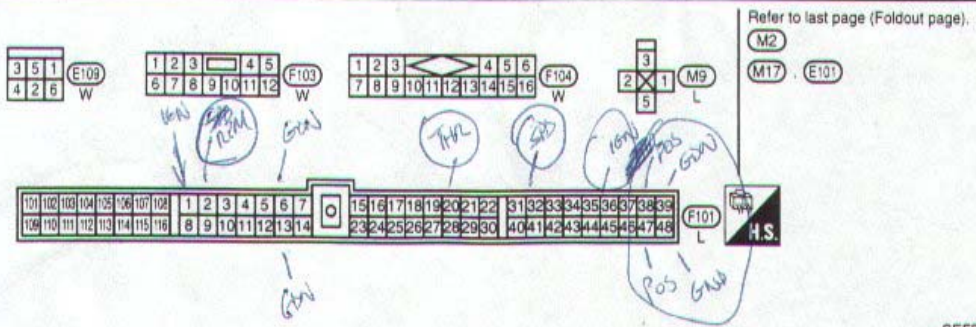 Refer to last page (Foldout page).
M2
M17 , E101
3 5 1
4 2 6
E109
W
1 2 3 4 5
6 7 8 9 10 11 12
F103
W
1 2 3 4 5 6
7 8 9 10 11 12 13 14 15 16
F104
W
3
2 1
5
M9
L
IGN
RPM
GDN
THR
SPD
IGN
POS
GDN
101 102 103 104 105 106 107 108 1 2 3 4 5 6 7 15 16 17 18 19 20 21 22 31 32 33 34 35 36 37 38 39
109 110 111 112 113 114 115 116 8 9 10 11 12 13 14 23 24 25 26 27 28 29 30 40 41 42 43 44 45 46 47 48
F101
L
H.S.
GDN
POS
GND